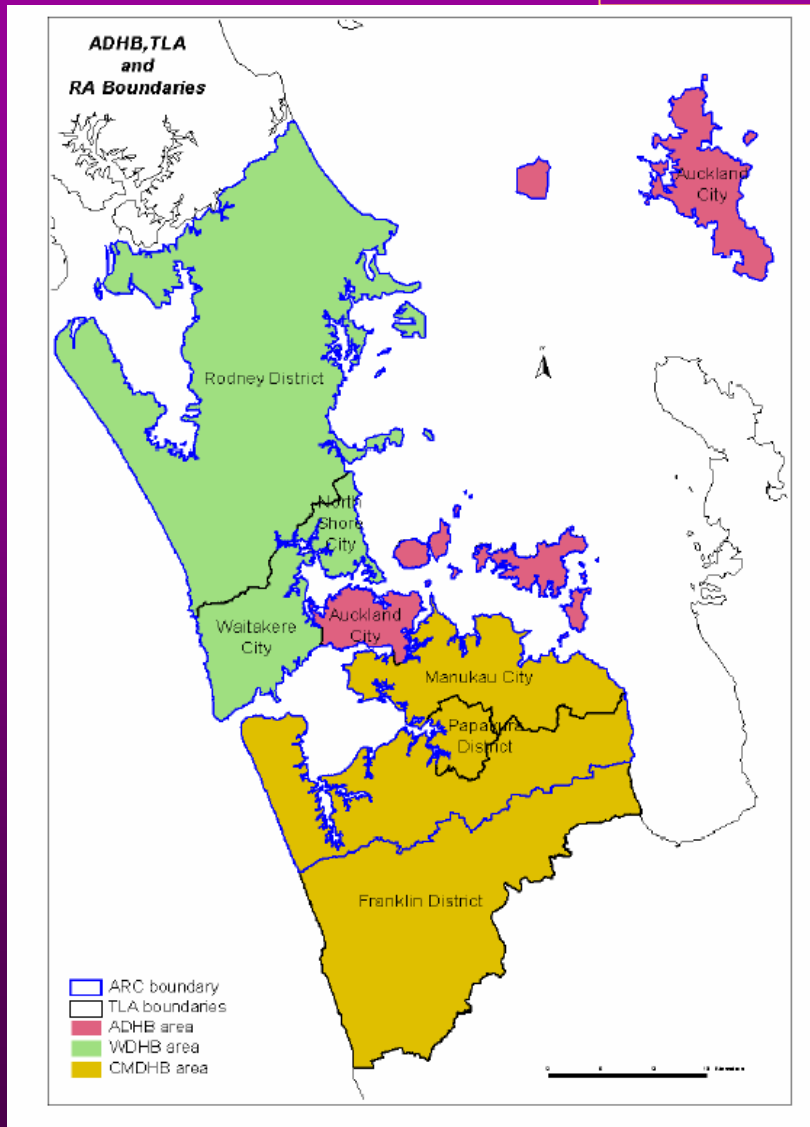 ADHB,TLA
and
RA Boundaries
Auckland
City
Rodney District
North
Shore
City
Auckland
City
Waitakere
City
Manukau City
Papakura
District
Franklin District
ARC boundary
TLA boundaries
ADHB area
WDHB area
CMDHB area